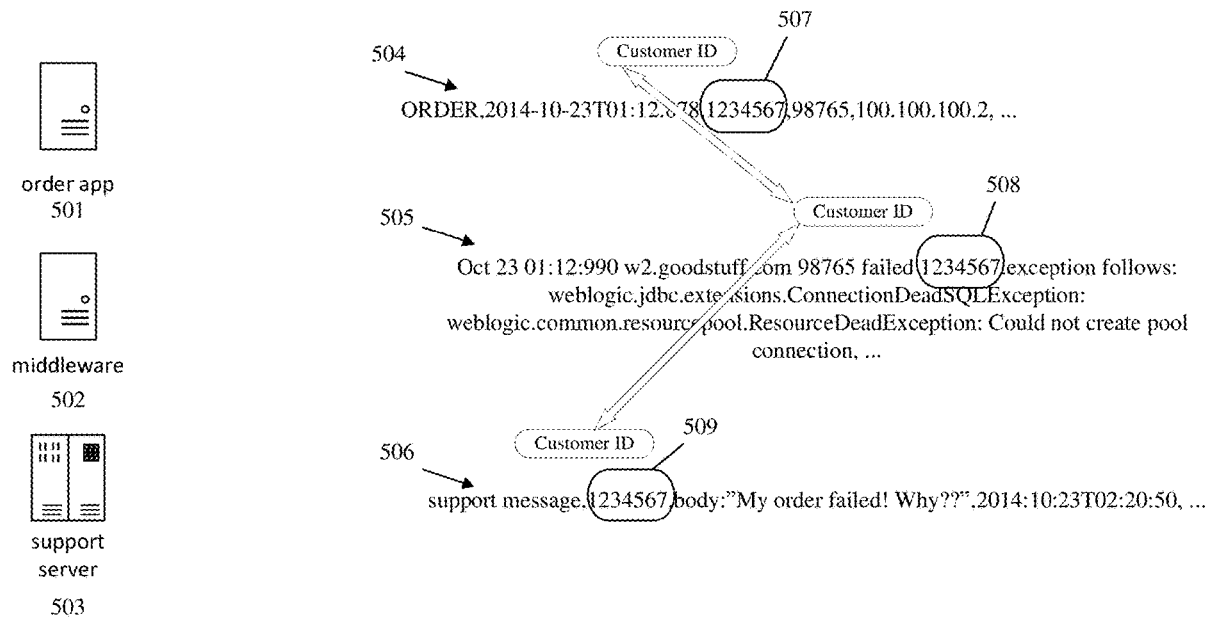 507
504
Customer ID
ORDER,2014-10-23T01:12.678,1234567,98765,100.100.100.2, ...
order app
501
508
505
Customer ID
Oct 23 01:12:990 w2.goodstuff.com 98765 failed 1234567.exception follows:
weblogic.jdbc.extensions.ConnectionDeadSQLException:
weblogic.common.resourcepool.ResourceDeadException: Could not create pool
connection, ...
middleware
502
509
506
Customer ID
support message,1234567,body:”My order failed! Why??”,2014:10:23T02:20:50, ...
support
server
503